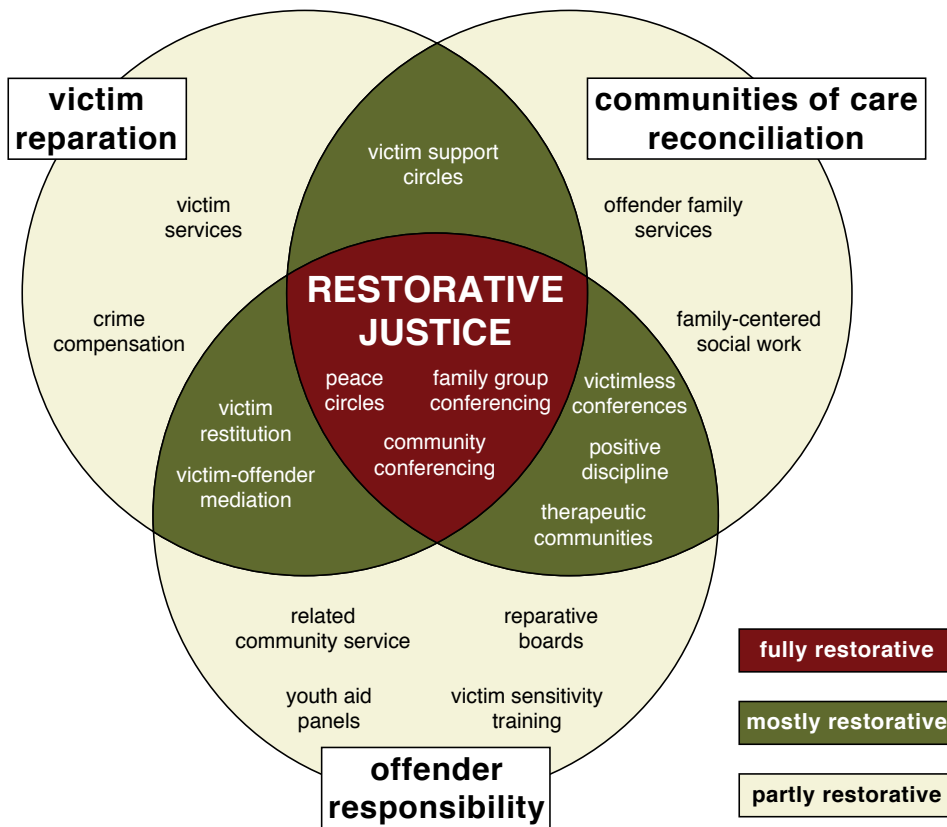 victim
reparation
communities of care
reconciliation
victim support
circles
victim
services
offender family
services
crime
compensation
family-centered
social work
RESTORATIVE
JUSTICE
peace
circles
family group
conferencing
community
conferencing
victim
restitution
victim-offender
mediation
victimless
conferences
positive
discipline
therapeutic
communities
related
community service
reparative
boards
youth aid
panels
victim sensitivity
training
offender
responsibility
fully restorative
mostly restorative
partly restorative